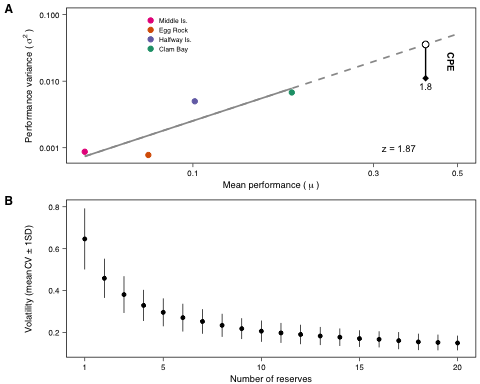 A
0.100
0.010
0.001
Performance variance ( σ² )
Middle Is.
Egg Rock
Halfway Is.
Clam Bay
CPE
1.8
z = 1.87
0.1
0.3
0.5
Mean performance ( μ )
B
0.8
0.6
0.4
0.2
Volatility (meanCV ± 1SD)
1
5
10
15
20
Number of reserves